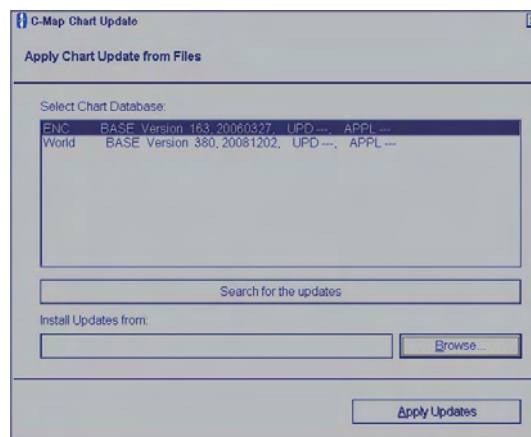 C-Map Chart Update
Apply Chart Update from Files
Select Chart Database:
ENC BASE Version 163, 20060327, UPD ---, APPL ---
World BASE Version 380, 20081202, UPD ---, APPL ---
Search for the updates
Install Updates from:
Browse...
Apply Updates